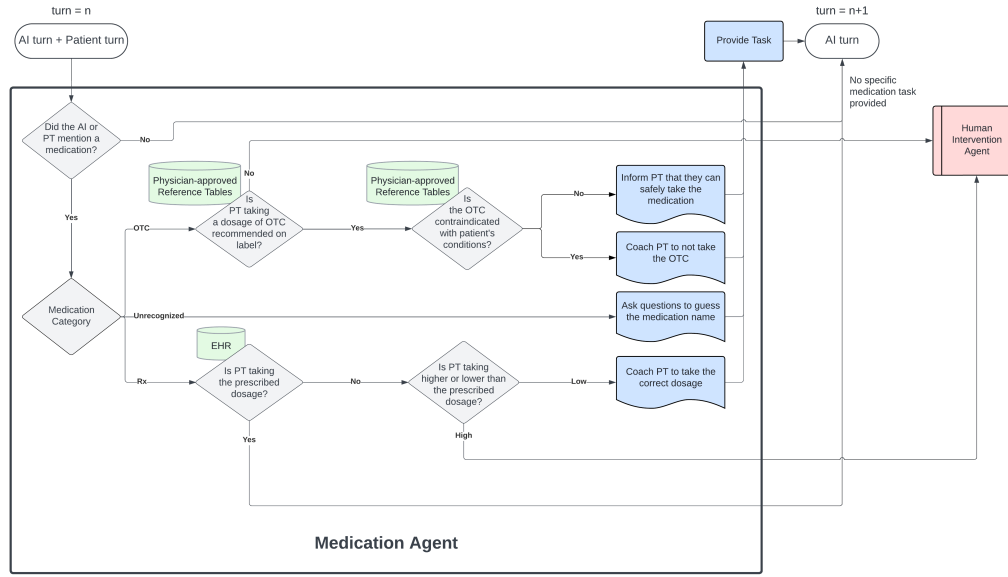 turn = n
turn = n+1
AI turn + Patient turn
Provide Task
AI turn
No specific
medication task
provided
Did the AI or
PT mention a
medication?
No
Human
Intervention
Agent
Physician-approved
Reference Tables
No
Physician-approved
Reference Tables
Inform PT that they can
safely take the
medication
Yes
OTC
Is
PT taking
a dosage of OTC
recommended on
label?
Yes
Is
the OTC
contraindicated
with patient's
conditions?
No
Yes
Coach PT to not take
the OTC
Medication
Category
Unrecognized
Ask questions to guess
the medication name
EHR
Rx
Is PT taking
the prescribed
dosage?
No
Is PT taking
higher or lower than
the prescribed
dosage?
Low
Coach PT to take the
correct dosage
Yes
High
Medication Agent